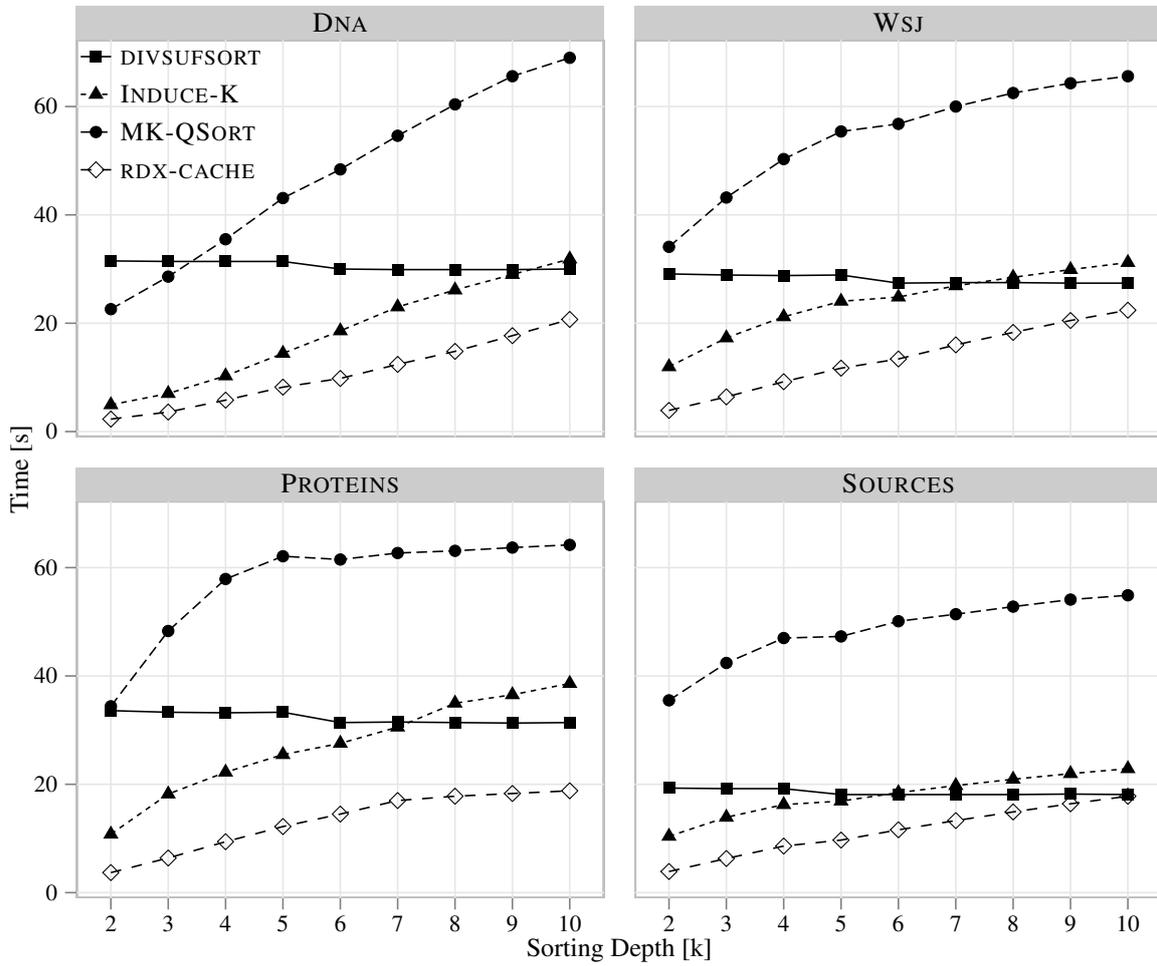 DNA
WSJ
DIVSUFSORT
INDUCE-K
MK-QSORT
RDX-CACHE
60
40
20
0
Time [s]
PROTEINS
SOURCES
60
40
20
0
2 3 4 5 6 7 8 9 10
2 3 4 5 6 7 8 9 10
Sorting Depth [k]